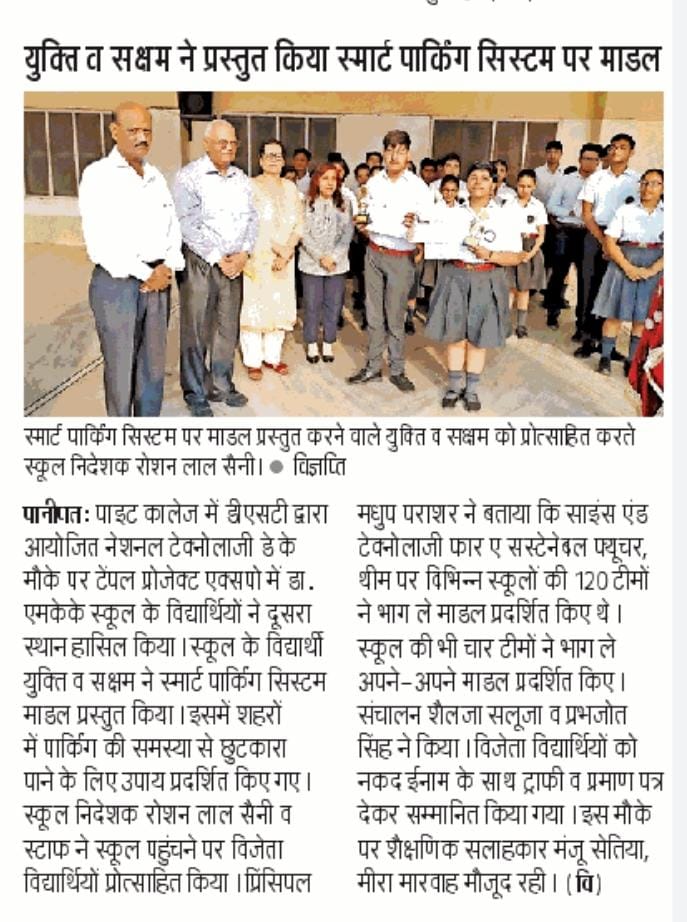 युक्ति व सक्षम ने प्रस्तुत किया स्मार्ट पार्किंग सिस्टम पर माडल
स्मार्ट पार्किंग सिस्टम पर माडल प्रस्तुत करने वाले युक्ति व सक्षम को प्रोत्साहित करते
स्कूल निदेशक रोशन लाल सैनी। ● विज्ञप्ति
पानीपत: पाइट कालेज में डीएसटी द्वारा
आयोजित नेशनल टेक्नोलाजी डे के
मौके पर टेंपल प्रोजेक्ट एक्सपो में डा.
एमकेके स्कूल के विद्यार्थियों ने दूसरा
स्थान हासिल किया। स्कूल के विद्यार्थी
युक्ति व सक्षम ने स्मार्ट पार्किंग सिस्टम
माडल प्रस्तुत किया। इसमें शहरों
में पार्किंग की समस्या से छुटकारा
पाने के लिए उपाय प्रदर्शित किए गए।
स्कूल निदेशक रोशन लाल सैनी व
स्टाफ ने स्कूल पहुंचने पर विजेता
विद्यार्थियों प्रोत्साहित किया। प्रिंसिपल
मधुप पराशर ने बताया कि साइंस एंड
टेक्नोलाजी फार ए सस्टेनेबल फ्यूचर,
थीम पर विभिन्न स्कूलों की 120 टीमों
ने भाग ले माडल प्रदर्शित किए थे।
स्कूल की भी चार टीमों ने भाग ले
अपने-अपने माडल प्रदर्शित किए।
संचालन शैलजा सलूजा व प्रभजोत
सिंह ने किया। विजेता विद्यार्थियों को
नकद ईनाम के साथ ट्राफी व प्रमाण पत्र
देकर सम्मानित किया गया। इस मौके
पर शैक्षणिक सलाहकार मंजू सेतिया,
मीरा मारवाह मौजूद रही। (वि)